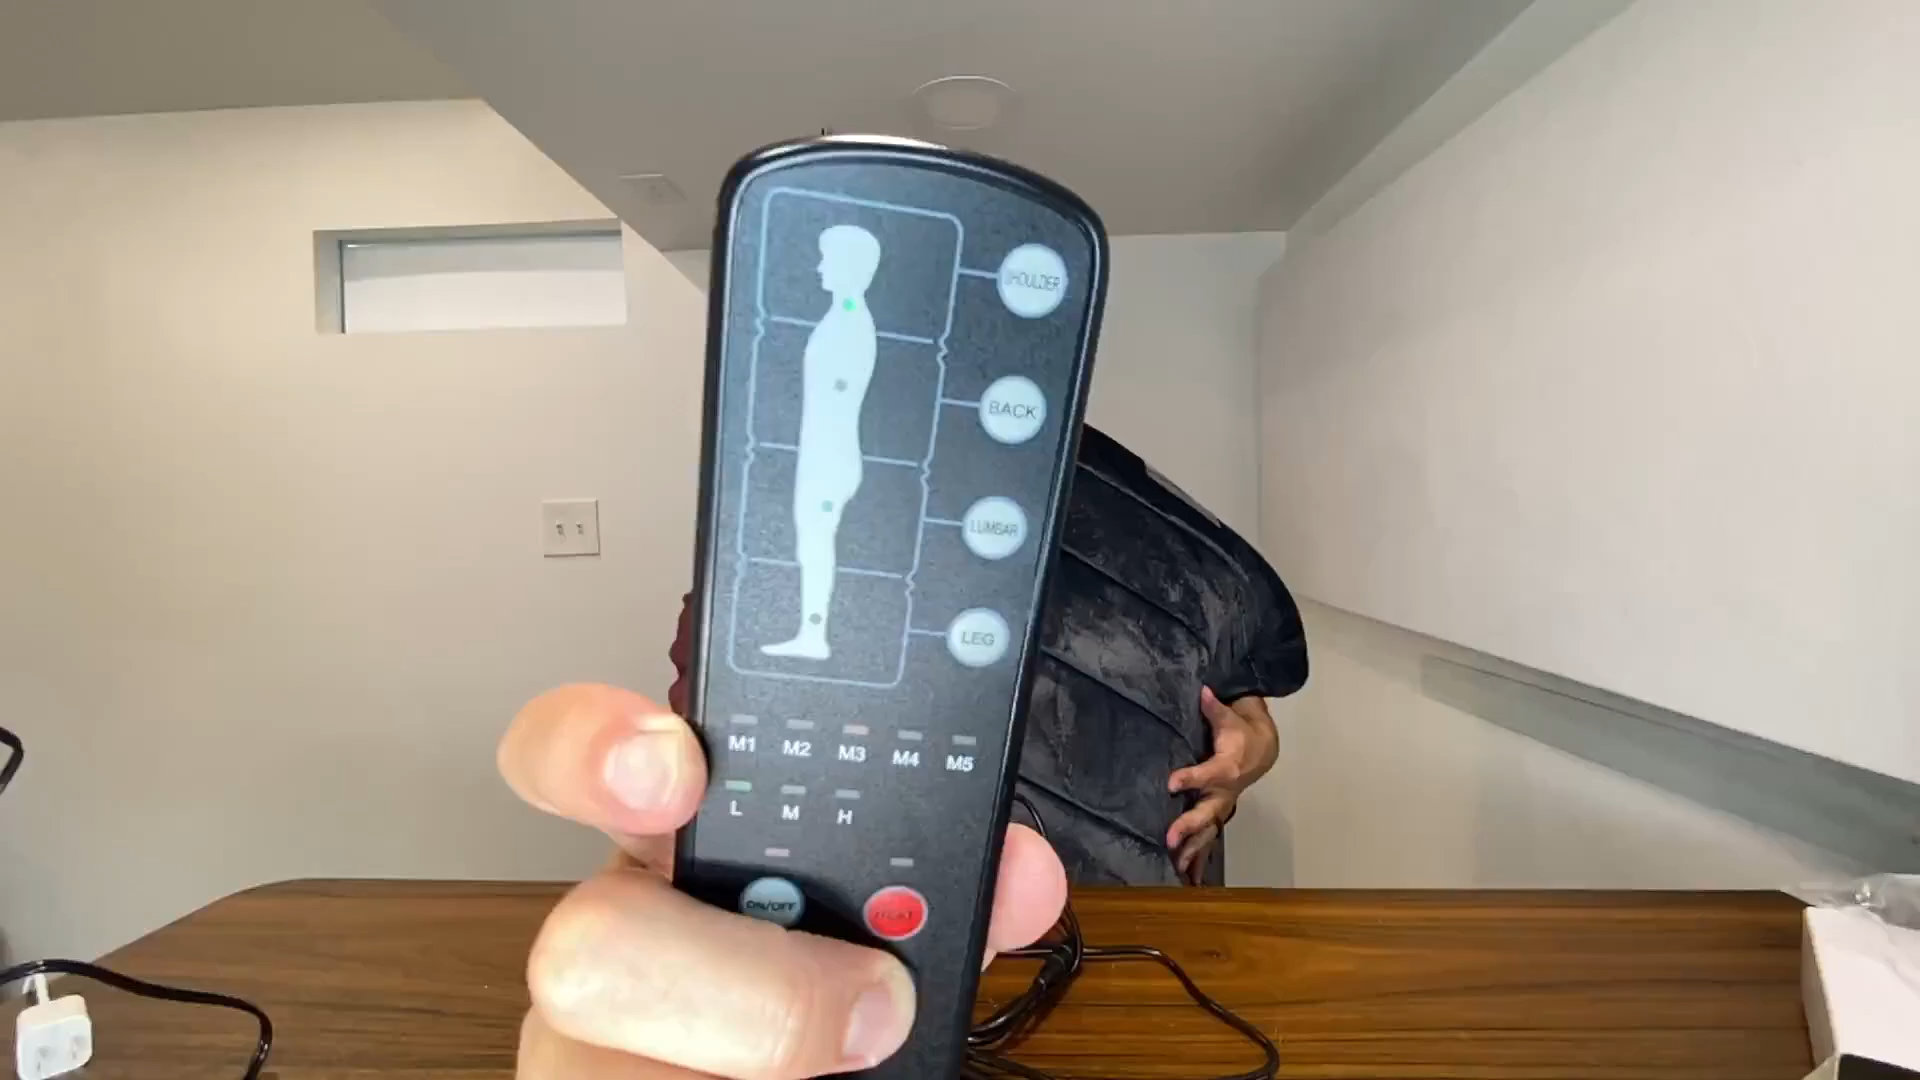 SHOULDER
BACK
LUMBAR
LEG
M1 M2 M3 M4 M5
L M H
ON/OFF HEAT